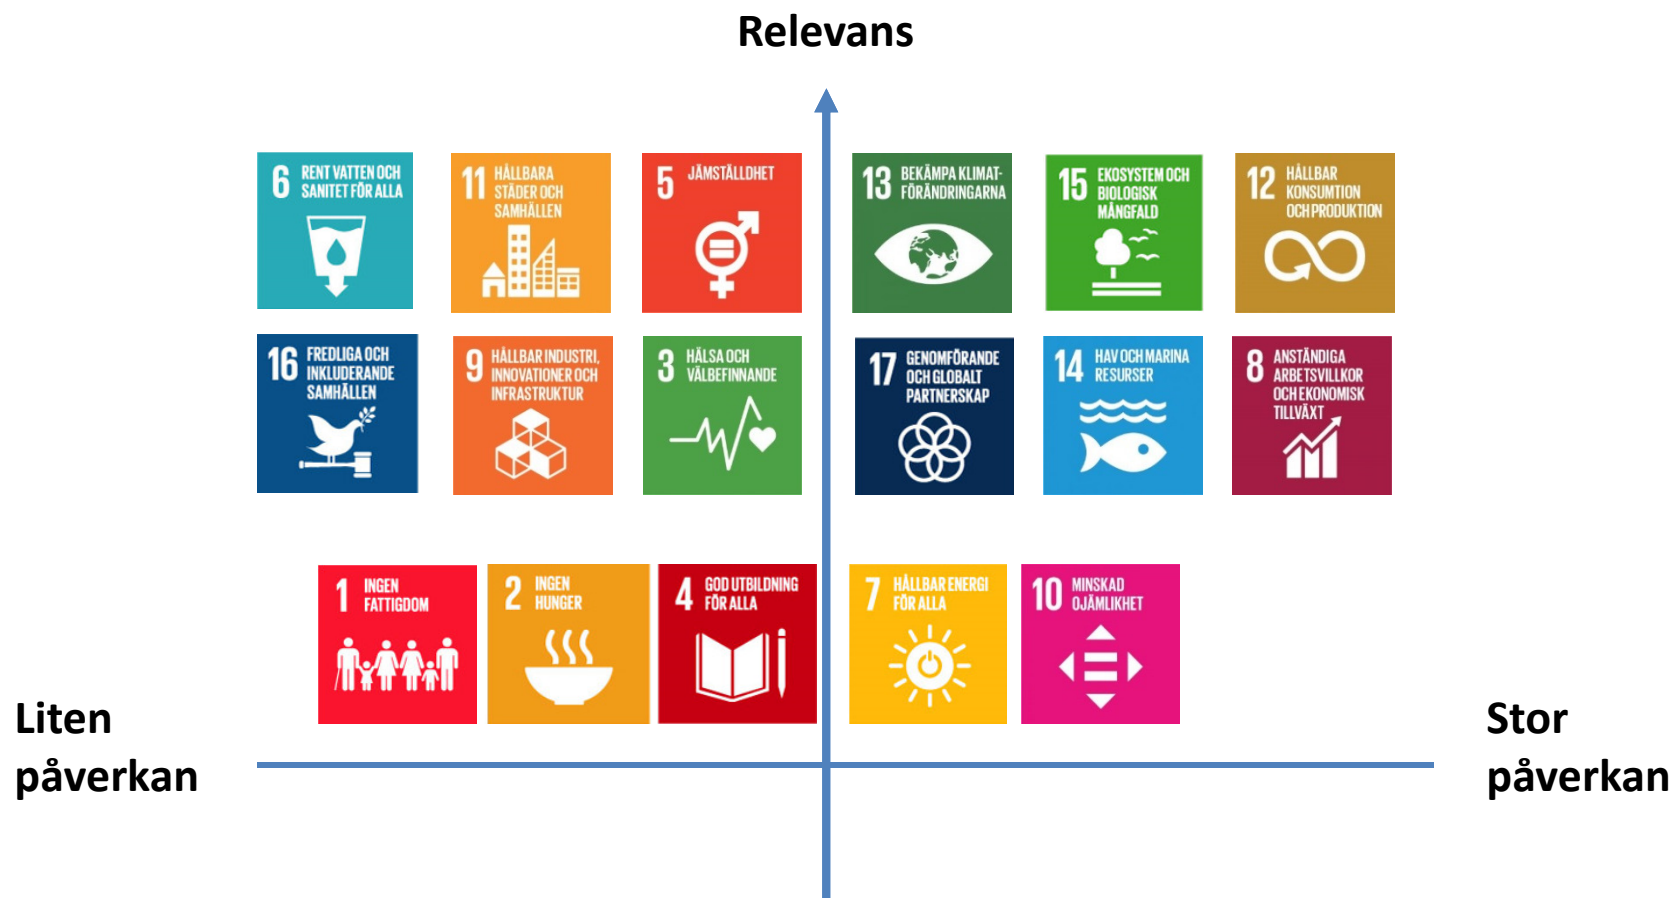 Relevans
6 RENT VATTEN OCH
SANITET FÖR ALLA
11 HÅLLBARA
STÄDER OCH
SAMHÄLLEN
5 JÄMSTÄLLDHET
13 BEKÄMPA KLIMAT-
FÖRÄNDRINGARNA
15 EKOSYSTEM OCH
BIOLOGISK
MÅNGFALD
12 HÅLLBAR
KONSUMTION
OCH PRODUKTION
16 FREDLIGA OCH
INKLUDERANDE
SAMHÄLLEN
9 HÅLLBAR INDUSTRI,
INNOVATIONER OCH
INFRASTRUKTUR
3 HÄLSA OCH
VÄLBEFINNANDE
17 GENOMFÖRANDE
OCH GLOBALT
PARTNERSKAP
14 HAV OCH MARINA
RESURSER
8 ANSTÄNDIGA
ARBETSVILLKOR
OCH EKONOMISK
TILLVÄXT
1 INGEN
FATTIGDOM
2 INGEN
HUNGER
4 GOD UTBILDNING
FÖR ALLA
7 HÅLLBAR ENERGI
FÖR ALLA
10 MINSKAD
OJÄMLIKHET
Liten
påverkan
Stor
påverkan